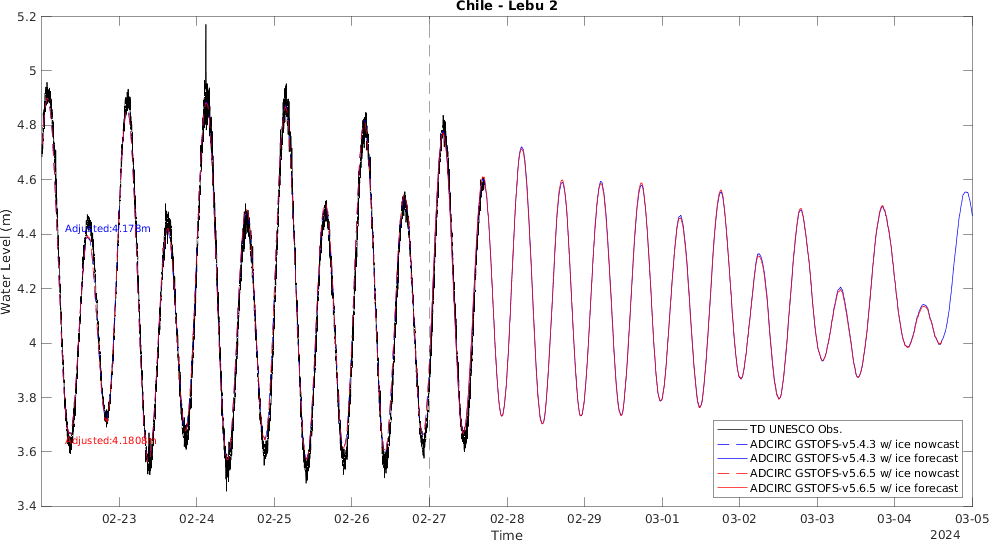 Chile - Lebu 2
5.2
5
4.8
4.6
4.4
4.2
4
3.8
3.6
3.4
Water Level (m)
Adjusted:4.178m
Adjusted:4.1808m
TD UNESCO Obs.
ADCIRC GSTOFS-v5.4.3 w/ ice nowcast
ADCIRC GSTOFS-v5.4.3 w/ ice forecast
ADCIRC GSTOFS-v5.6.5 w/ ice nowcast
ADCIRC GSTOFS-v5.6.5 w/ ice forecast
02-23 02-24 02-25 02-26 02-27 02-28 02-29 03-01 03-02 03-03 03-04 03-05
Time
2024